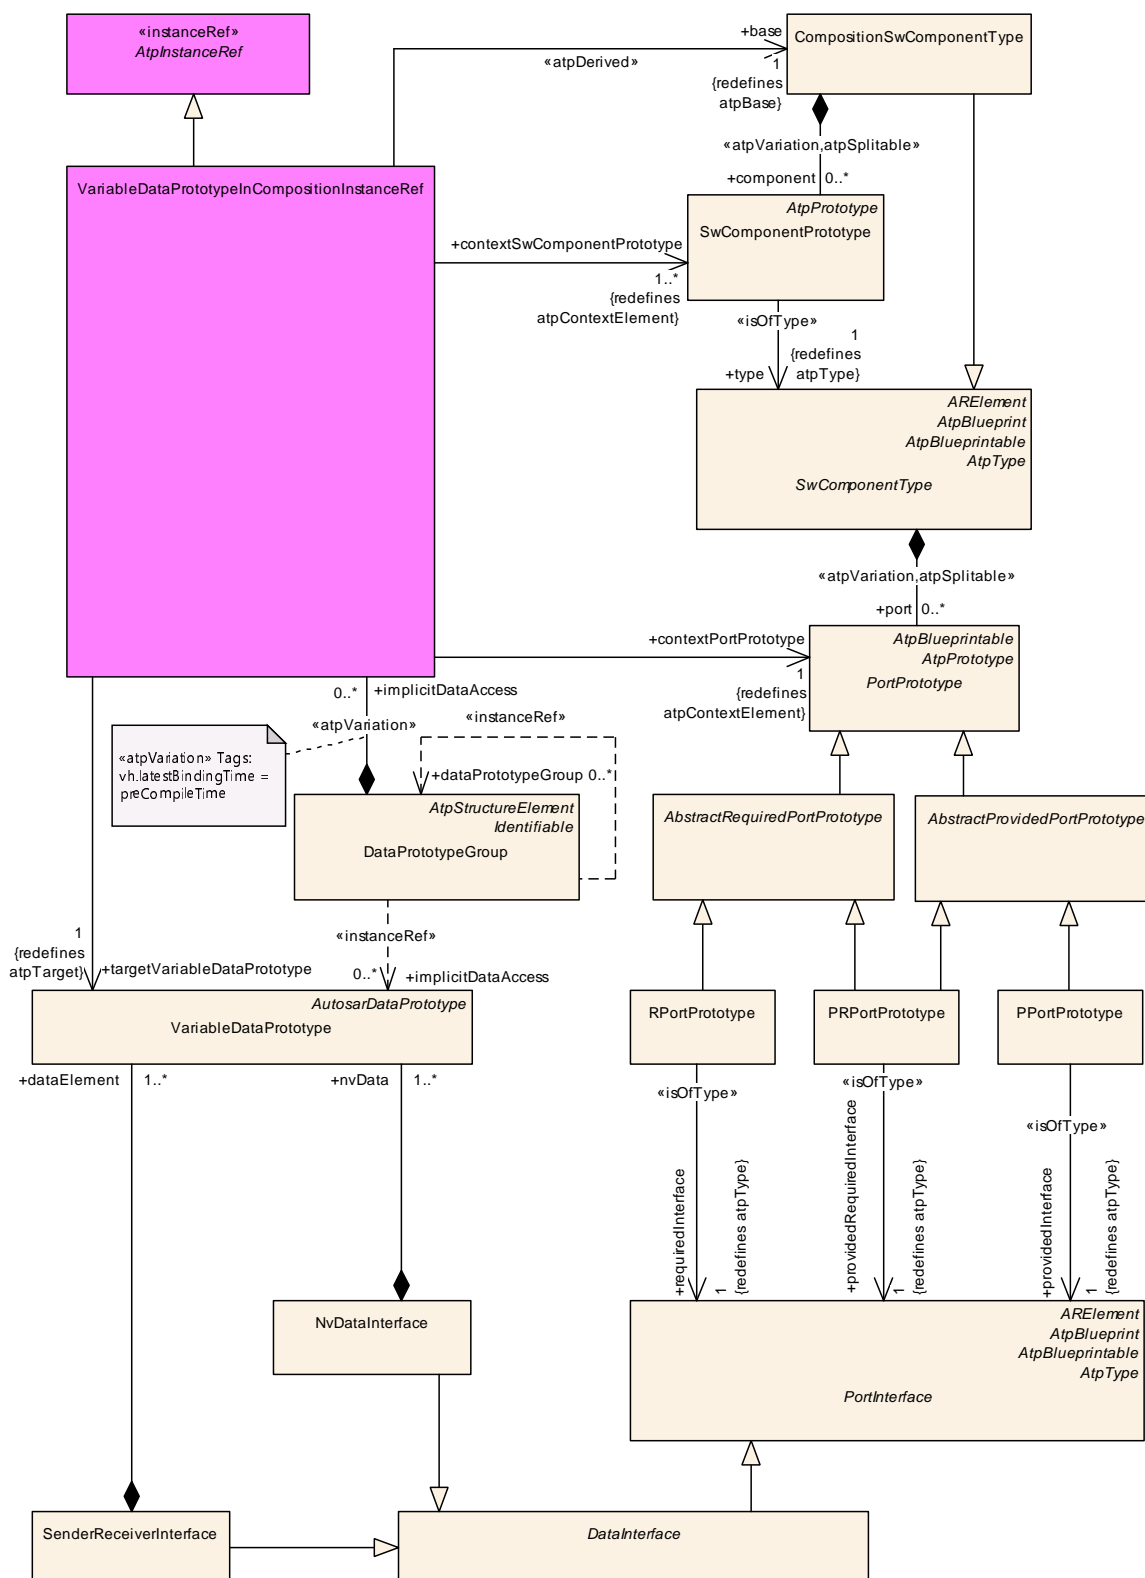 «instanceRef»
AtpInstanceRef
+base
«atpDerived»
1
{redefines
atpBase}
CompositionSwComponentType
«atpVariation,atpSplitable»
+component 0..*
VariableDataPrototypeInCompositionInstanceRef
AtpPrototype
SwComponentPrototype
+contextSwComponentPrototype
1..*
{redefines
atpContextElement}
«isOfType»
1
{redefines
atpType}
+type
ARElement
AtpBlueprint
AtpBlueprintable
AtpType
SwComponentType
«atpVariation,atpSplitable»
+port 0..*
+contextPortPrototype
1
{redefines
atpContextElement}
AtpBlueprintable
AtpPrototype
PortPrototype
0..* +implicitDataAccess
«atpVariation»
«instanceRef»
«atpVariation» Tags:
vh.latestBindingTime =
preCompileTime
+dataPrototypeGroup 0..*
AtpStructureElement
Identifiable
DataPrototypeGroup
AbstractRequiredPortPrototype
AbstractProvidedPortPrototype
«instanceRef»
0..* +implicitDataAccess
1
{redefines
atpTarget}
+targetVariableDataPrototype
AutosarDataPrototype
VariableDataPrototype
RPortPrototype
PRPortPrototype
PPortPrototype
+dataElement 1..*
+nvData 1..*
«isOfType»
«isOfType»
«isOfType»
+requiredInterface
1
{redefines atpType}
+providedRequiredInterface
1
{redefines atpType}
+providedInterface
1
{redefines atpType}
NvDataInterface
ARElement
AtpBlueprint
AtpBlueprintable
AtpType
PortInterface
SenderReceiverInterface
DataInterface